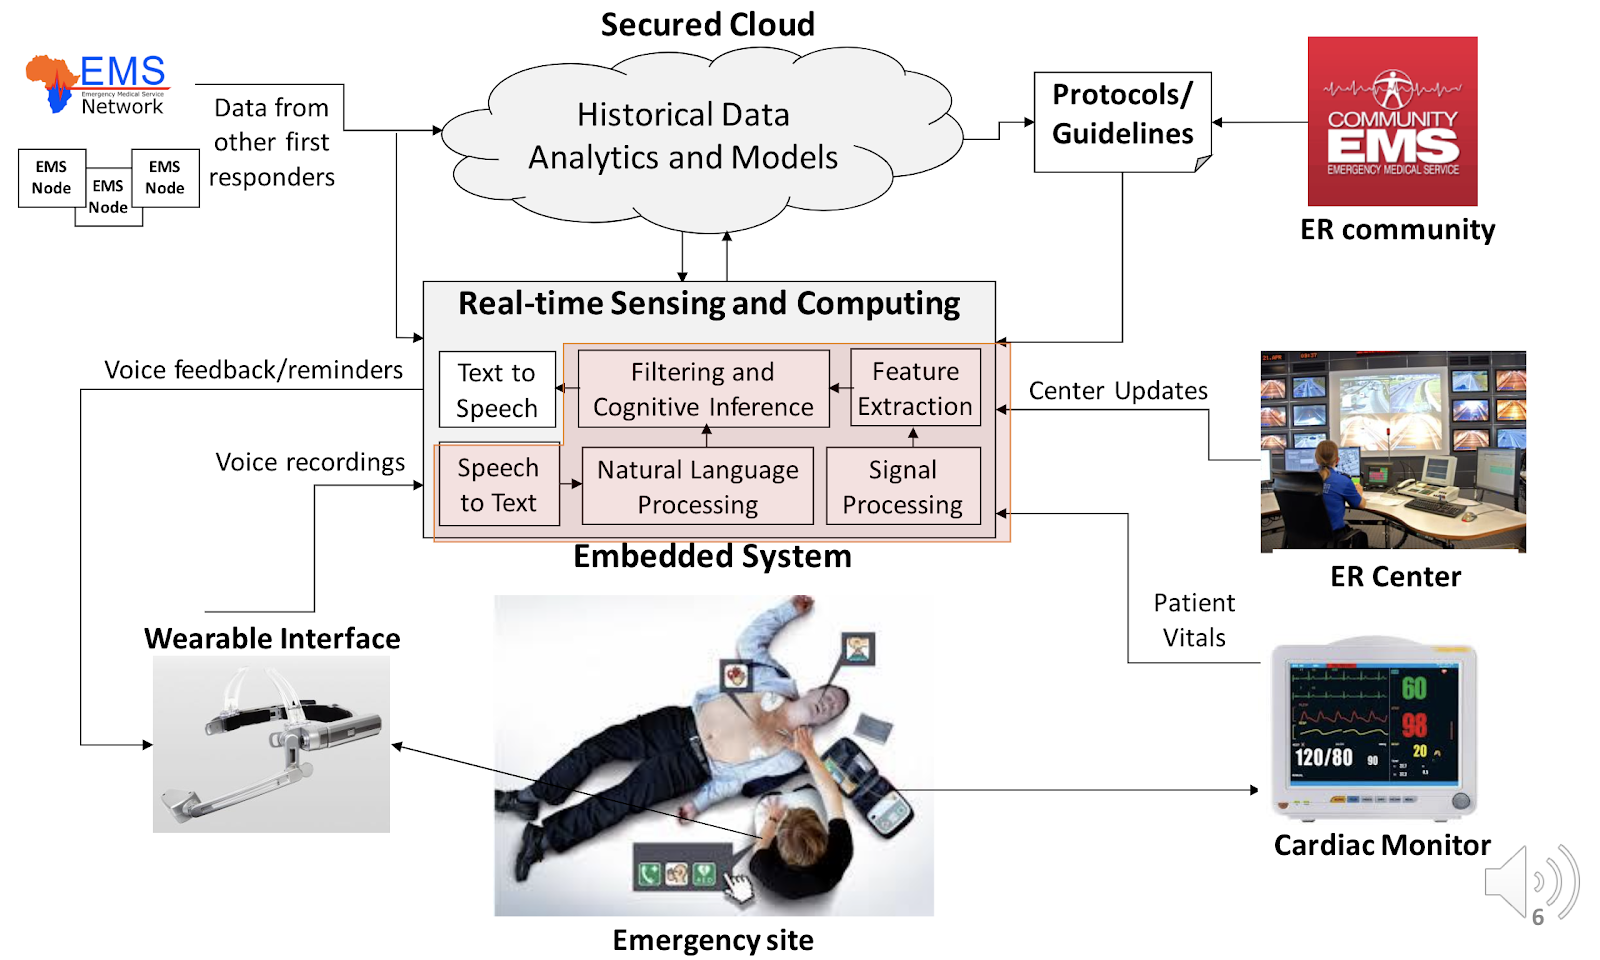 Secured Cloud
EMS
Emergency Medical Service
Network
Data from
other first
responders
EMS
Node
EMS
Node
EMS
Node
Historical Data
Analytics and Models
Protocols/
Guidelines
COMMUNITY
EMS
EMERGENCY MEDICAL SERVICE
ER community
Real-time Sensing and Computing
Text to
Speech
Filtering and
Cognitive Inference
Feature
Extraction
Speech
to Text
Natural Language
Processing
Signal
Processing
Embedded System
Voice feedback/reminders
Voice recordings
Center Updates
21.APR
ER Center
Patient
Vitals
Wearable Interface
60
98
20
120/80 90
Cardiac Monitor
Emergency site
6